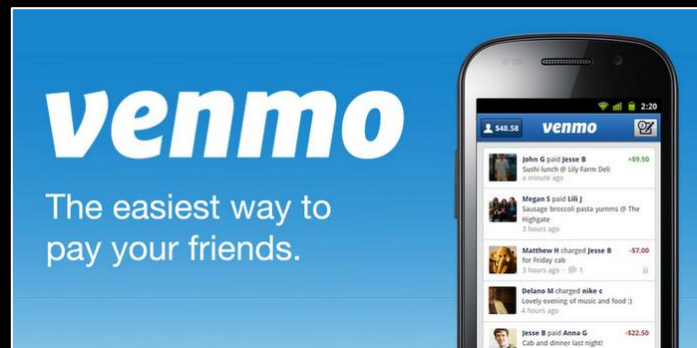 venmo
The easiest way to
pay your friends.
2:20
$48.58
venmo
John G paid Jesse B
+$9.50
Sushi lunch @ Lily Farm Deli
a minute ago
Megan S paid Lili J
Sausage broccoli pasta yumms @ The
Highgate
3 hours ago
Matthew H charged Jesse B
-$7.00
for Friday cab
3 hours ago · 1
Delano M charged nike c
Lovely evening of music and food :)
4 hours ago
Jesse B paid Anna G
-$22.50
Cab and dinner last night!